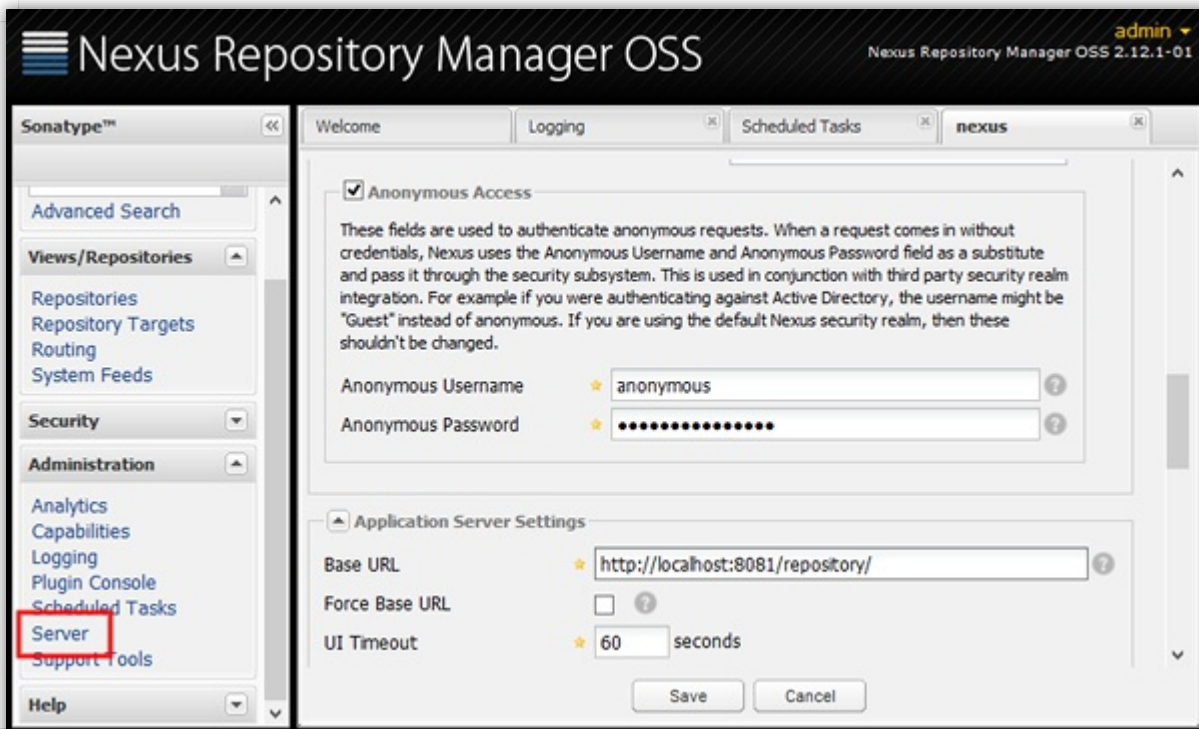 Nexus Repository Manager OSS
admin
Nexus Repository Manager OSS 2.12.1-01
Sonatype™
Advanced Search
Views/Repositories
Repositories
Repository Targets
Routing
System Feeds
Security
Administration
Analytics
Capabilities
Logging
Plugin Console
Scheduled Tasks
Server
Support Tools
Help
Welcome
Logging
Scheduled Tasks
nexus
Anonymous Access
These fields are used to authenticate anonymous requests. When a request comes in without
credentials, Nexus uses the Anonymous Username and Anonymous Password field as a substitute
and pass it through the security subsystem. This is used in conjunction with third party security realm
integration. For example if you were authenticating against Active Directory, the username might be
"Guest" instead of anonymous. If you are using the default Nexus security realm, then these
shouldn't be changed.
Anonymous Username anonymous
Anonymous Password •••••••••••••••
Application Server Settings
Base URL http://localhost:8081/repository/
Force Base URL
UI Timeout 60 seconds
Save Cancel